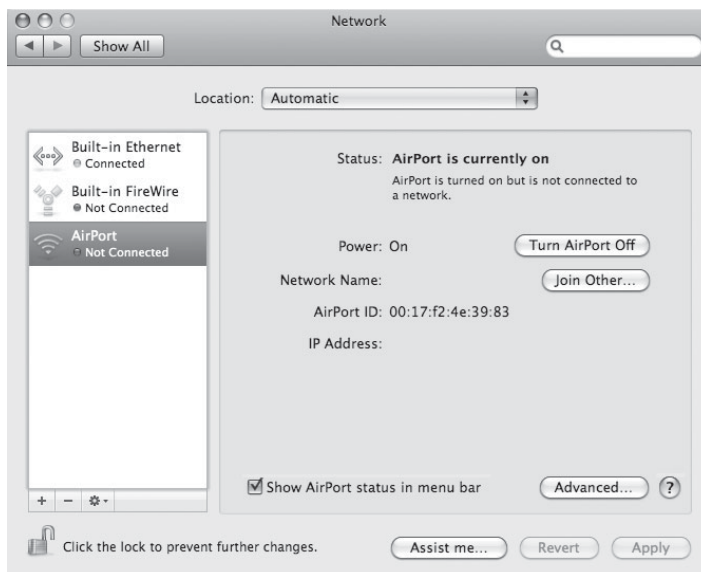 Network
Show All
Location: Automatic
Built-in Ethernet
Connected
Built-in FireWire
Not Connected
AirPort
Not Connected
Status: AirPort is currently on
AirPort is turned on but is not connected to
a network.
Power: On
Turn AirPort Off
Network Name:
Join Other...
AirPort ID: 00:17:f2:4e:39:83
IP Address:
Show AirPort status in menu bar
Advanced...
?
Click the lock to prevent further changes.
Assist me...
Revert
Apply